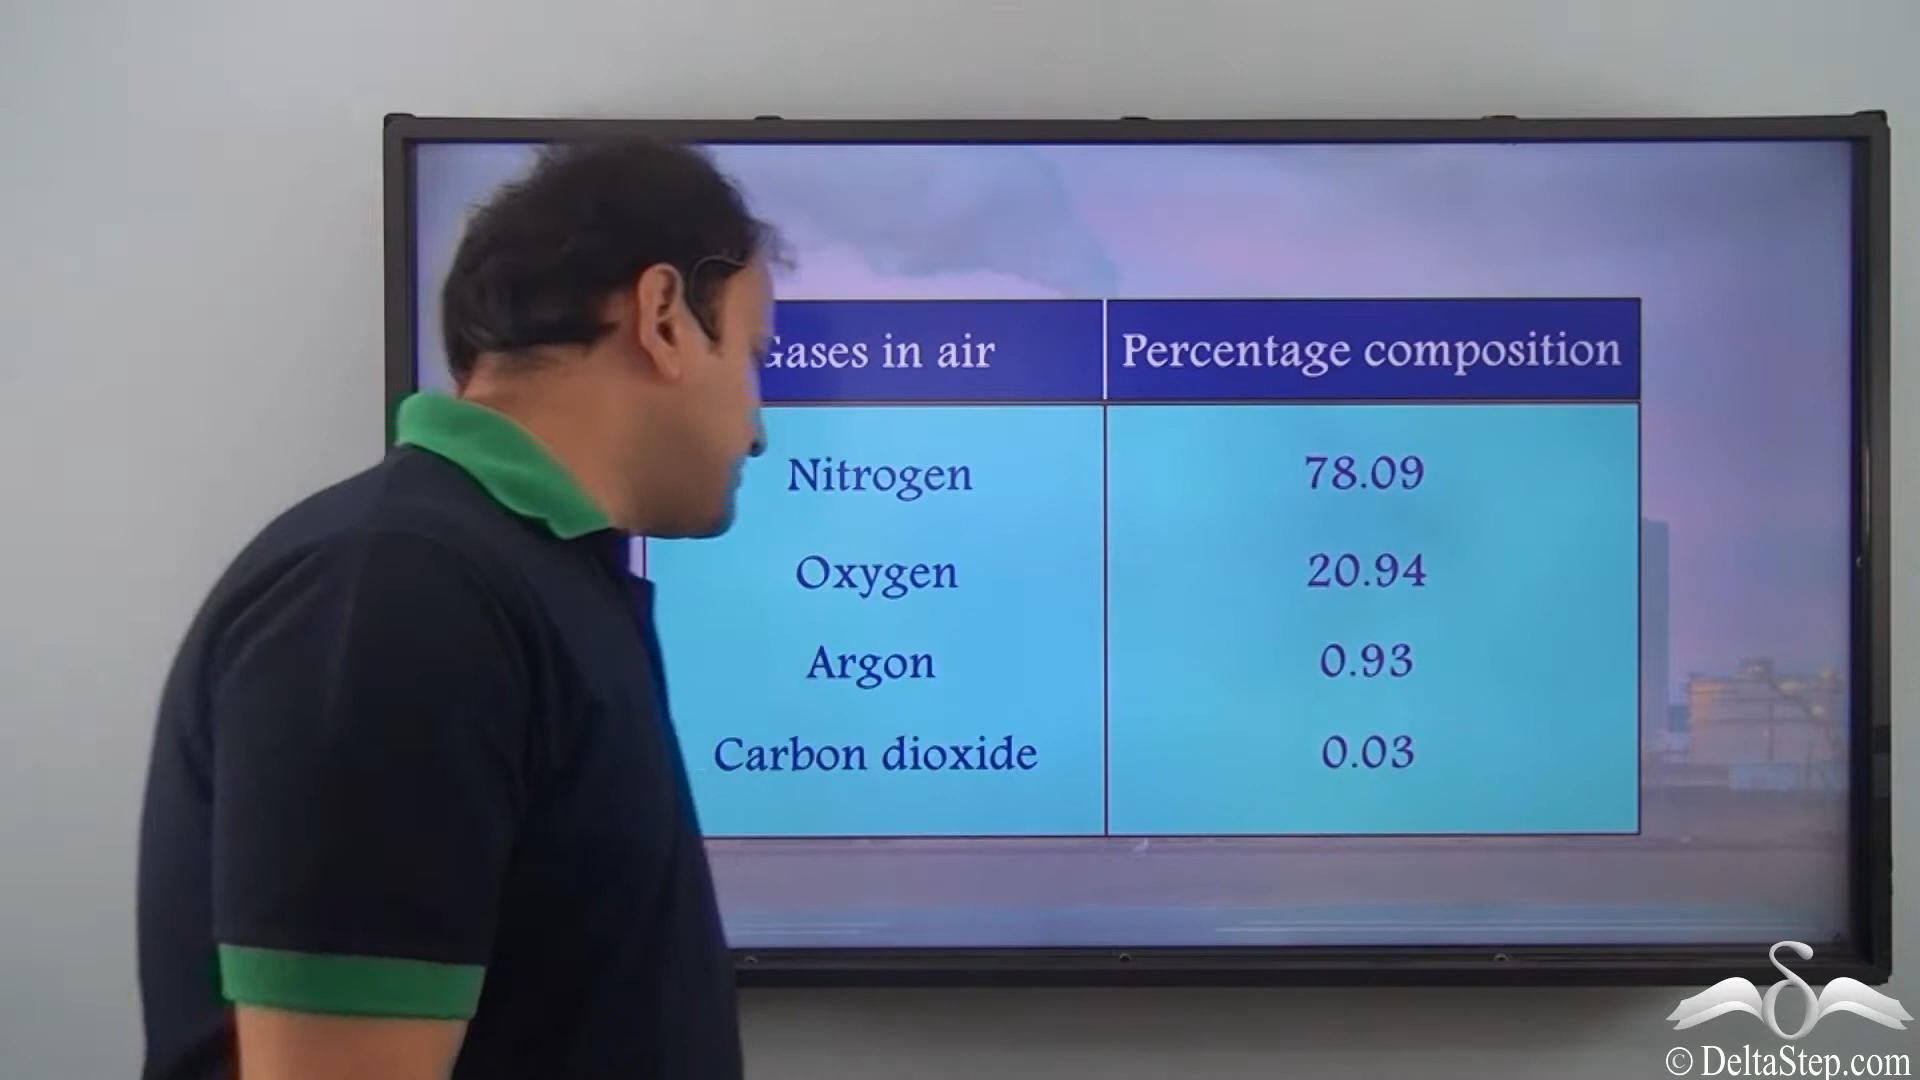 Gases in air
Percentage composition
Nitrogen
78.09
Oxygen
20.94
Argon
0.93
Carbon dioxide
0.03
© DeltaStep.com